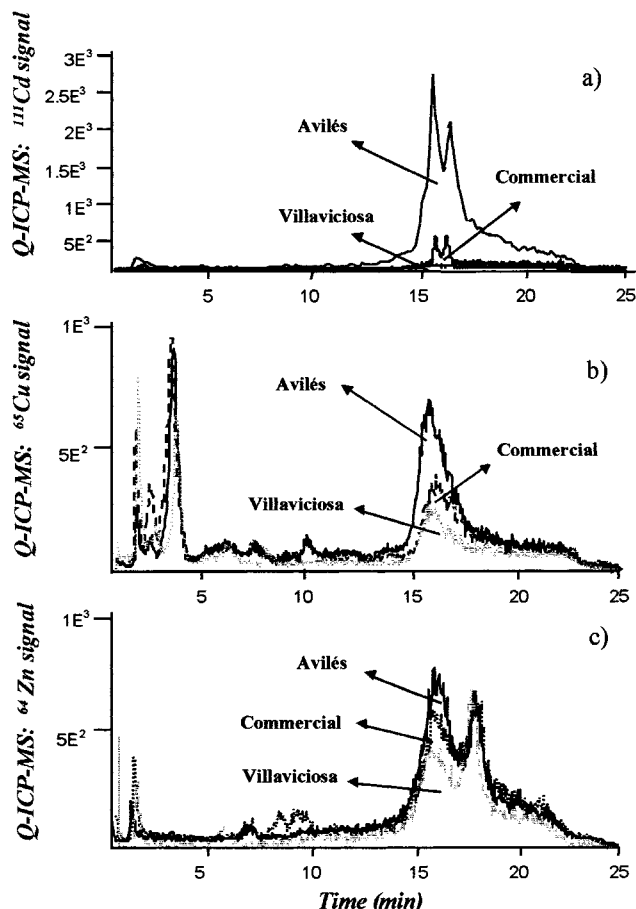 a)
Q-ICP-MS: ¹¹¹Cd signal
3E³
2.5E³
2E³
1.5E³
1E³
5E²
Avilés
Commercial
Villaviciosa
5 10 15 20 25
b)
Q-ICP-MS: ⁶⁵Cu signal
1E³
5E²
Avilés
Commercial
Villaviciosa
5 10 15 20 25
c)
Q-ICP-MS: ⁶⁴Zn signal
1E³
5E²
Avilés
Commercial
Villaviciosa
5 10 15 20 25
Time (min)